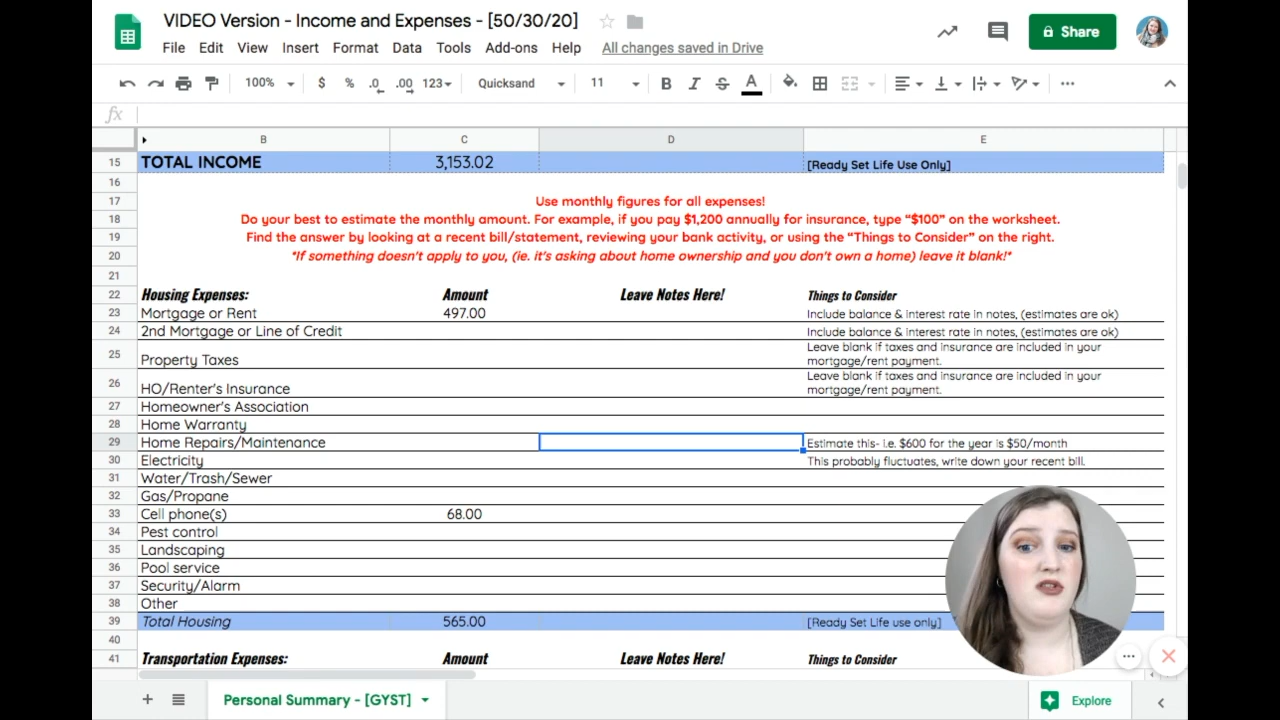 VIDEO Version - Income and Expenses - [50/30/20]
File Edit View Insert Format Data Tools Add-ons Help All changes saved in Drive
Share
100% $ % .0 .00 123 Quicksand 11 B I S A
fx
B C D E
15 TOTAL INCOME 3,153.02 [Ready Set Life Use Only]
16
17 Use monthly figures for all expenses!
18 Do your best to estimate the monthly amount. For example, if you pay $1,200 annually for insurance, type “$100” on the worksheet.
19 Find the answer by looking at a recent bill/statement, reviewing your bank activity, or using the “Things to Consider” on the right.
20 *If something doesn't apply to you, (ie. it's asking about home ownership and you don't own a home) leave it blank!*
21
22 Housing Expenses: Amount Leave Notes Here! Things to Consider
23 Mortgage or Rent 497.00 Include balance & interest rate in notes, (estimates are ok)
24 2nd Mortgage or Line of Credit Include balance & interest rate in notes, (estimates are ok)
25 Property Taxes Leave blank if taxes and insurance are included in your
mortgage/rent payment.
26 HO/Renter's Insurance Leave blank if taxes and insurance are included in your
mortgage/rent payment.
27 Homeowner's Association
28 Home Warranty
29 Home Repairs/Maintenance Estimate this- i.e. $600 for the year is $50/month
30 Electricity This probably fluctuates, write down your recent bill.
31 Water/Trash/Sewer
32 Gas/Propane
33 Cell phone(s) 68.00
34 Pest control
35 Landscaping
36 Pool service
37 Security/Alarm
38 Other
39 Total Housing 565.00 [Ready Set Life use only]
40
41 Transportation Expenses: Amount Leave Notes Here! Things to Consider
Personal Summary - [GYST] Explore